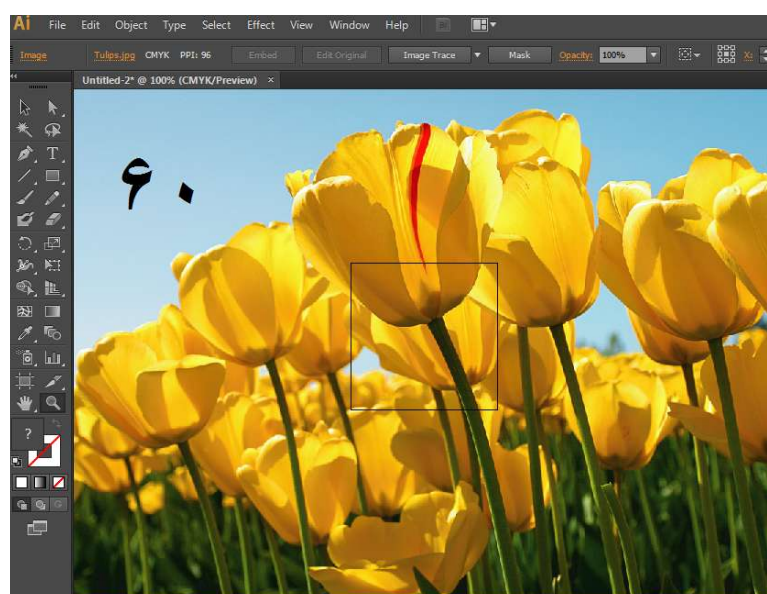 Ai File Edit Object Type Select Effect View Window Help Br
Image Tulips.jpg CMYK PPI: 96 Embed Edit Original Image Trace Mask Opacity: 100% X:
Untitled-2* @ 100% (CMYK/Preview) ×
۶۰
T
?